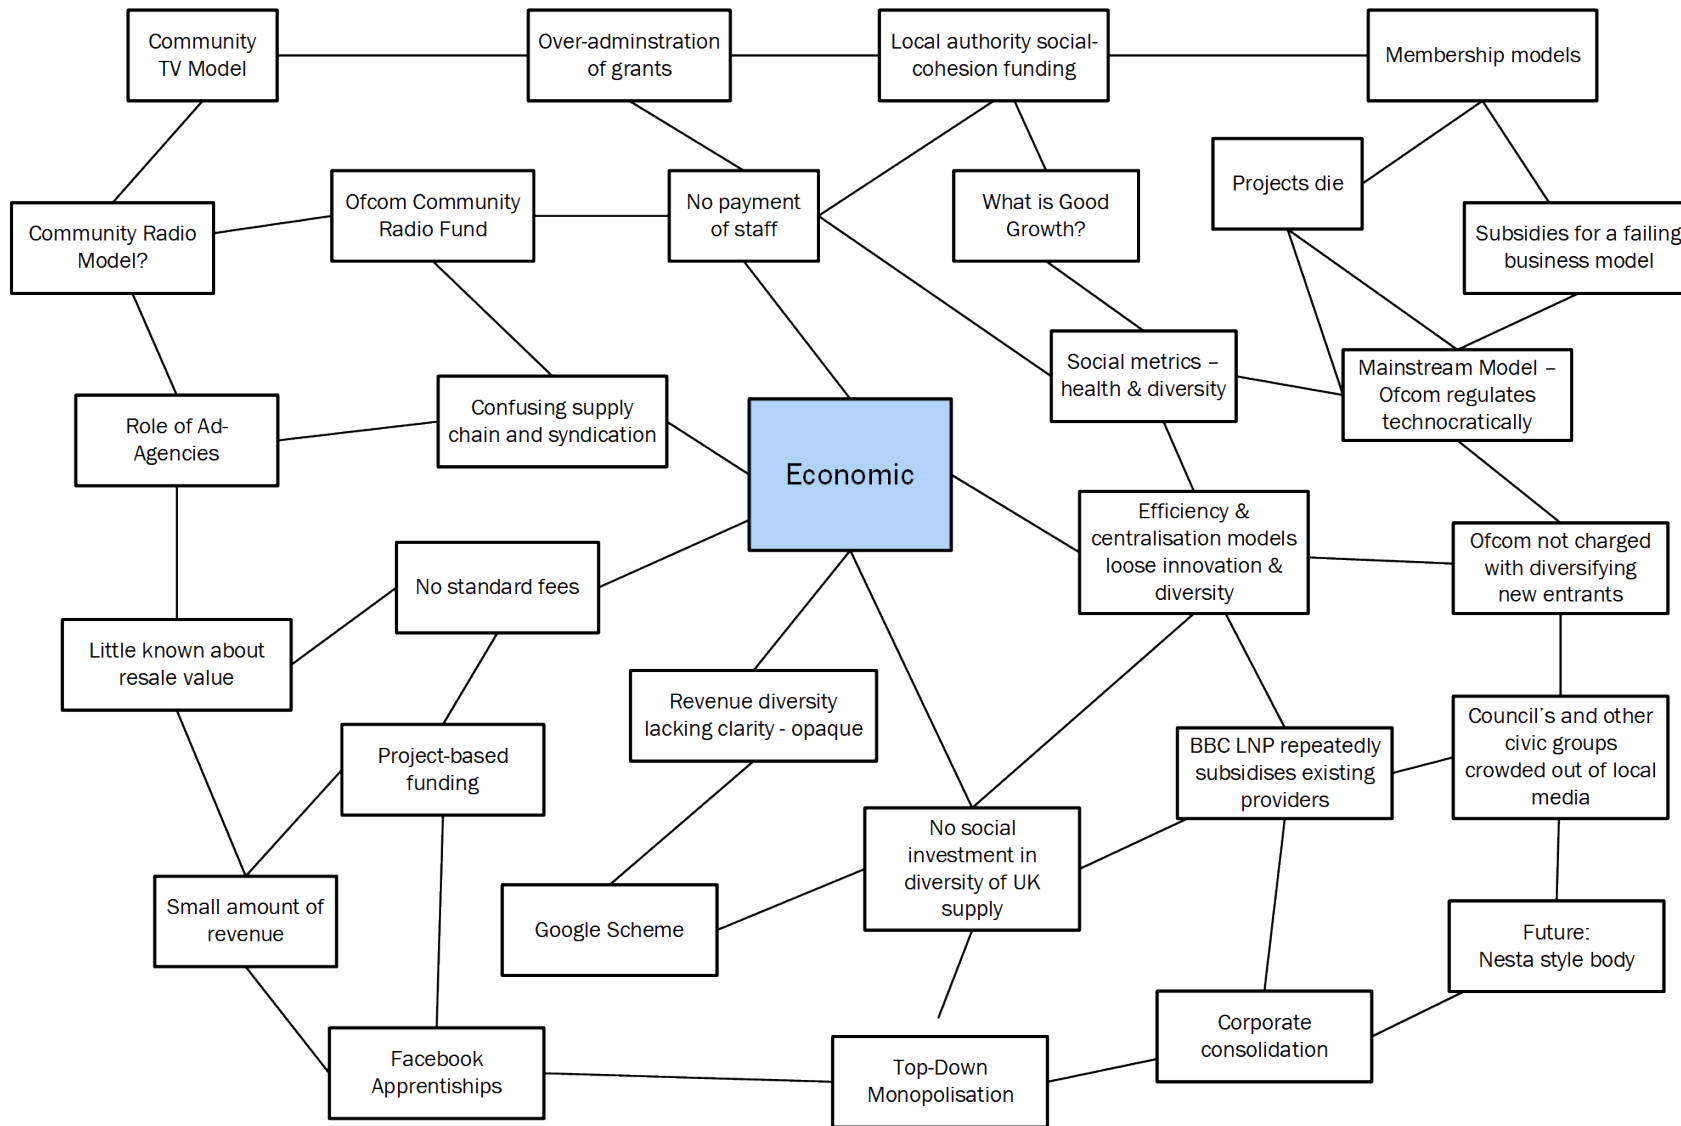 Community
TV Model
Over-adminstration
of grants
Local authority social-
cohesion funding
Membership models
Projects die
Ofcom Community
Radio Fund
No payment
of staff
What is Good
Growth?
Community Radio
Model?
Subsidies for a failing
business model
Social metrics –
health & diversity
Mainstream Model –
Ofcom regulates
technocratically
Confusing supply
chain and syndication
Role of Ad-
Agencies
Economic
Efficiency &
centralisation models
loose innovation &
diversity
Ofcom not charged
with diversifying
new entrants
No standard fees
Little known about
resale value
Revenue diversity
lacking clarity - opaque
Project-based
funding
BBC LNP repeatedly
subsidises existing
providers
Council's and other
civic groups
crowded out of local
media
No social
investment in
diversity of UK
supply
Small amount of
revenue
Google Scheme
Future:
Nesta style body
Corporate
consolidation
Facebook
Apprentiships
Top-Down
Monopolisation